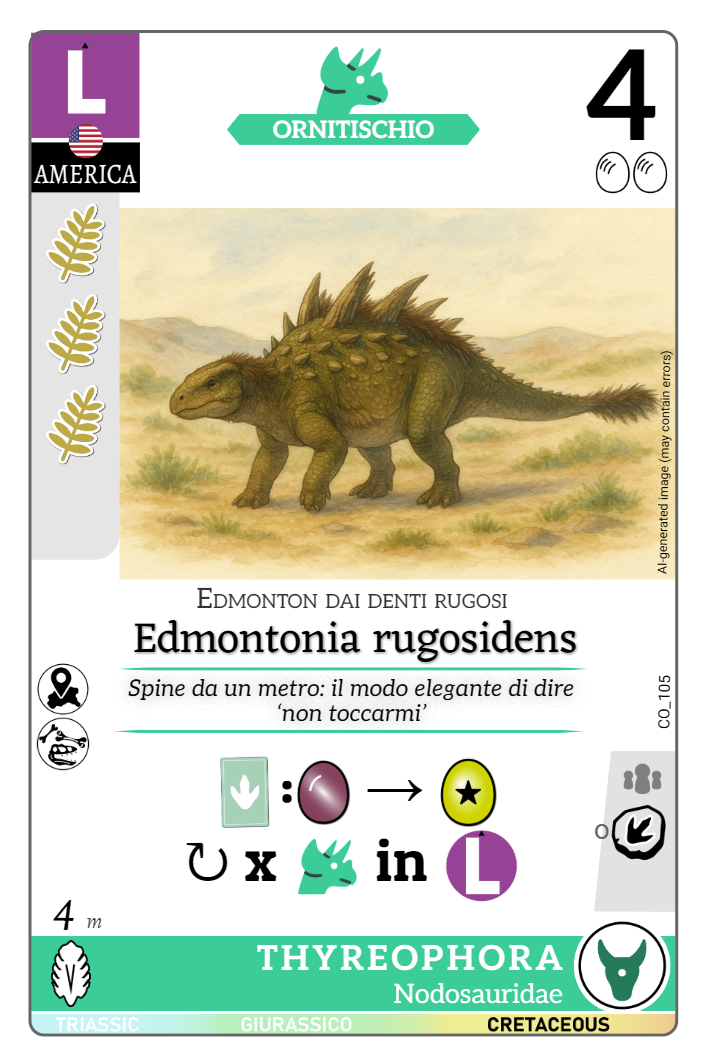 L
AMERICA
ORNITISCHIO
4
AI-generated image (may contain errors)
Edmonton dai denti rugosi
Edmontonia rugosidens
Spine da un metro: il modo elegante di dire
‘non toccarmi’
CO_105
: →
x in L
o
4 m
THYREOPHORA
Nodosauridae
TRIASSIC GIURASSICO CRETACEOUS